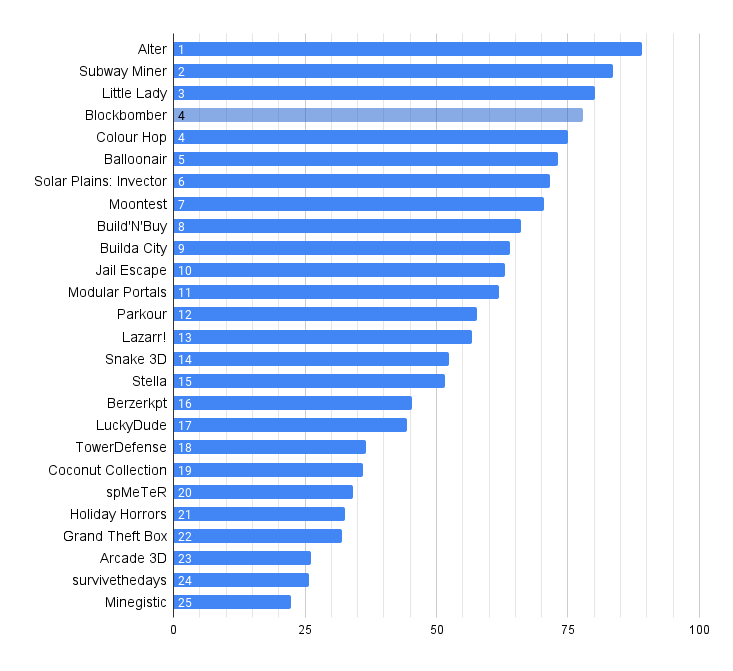 Alter 1
Subway Miner 2
Little Lady 3
Blockbomber 4
Colour Hop 4
Balloonair 5
Solar Plains: Invector 6
Moontest 7
Build'N'Buy 8
Builda City 9
Jail Escape 10
Modular Portals 11
Parkour 12
Lazarr! 13
Snake 3D 14
Stella 15
Berzerkpt 16
LuckyDude 17
TowerDefense 18
Coconut Collection 19
spMeTeR 20
Holiday Horrors 21
Grand Theft Box 22
Arcade 3D 23
survivethedays 24
Minegistic 25
0 25 50 75 100